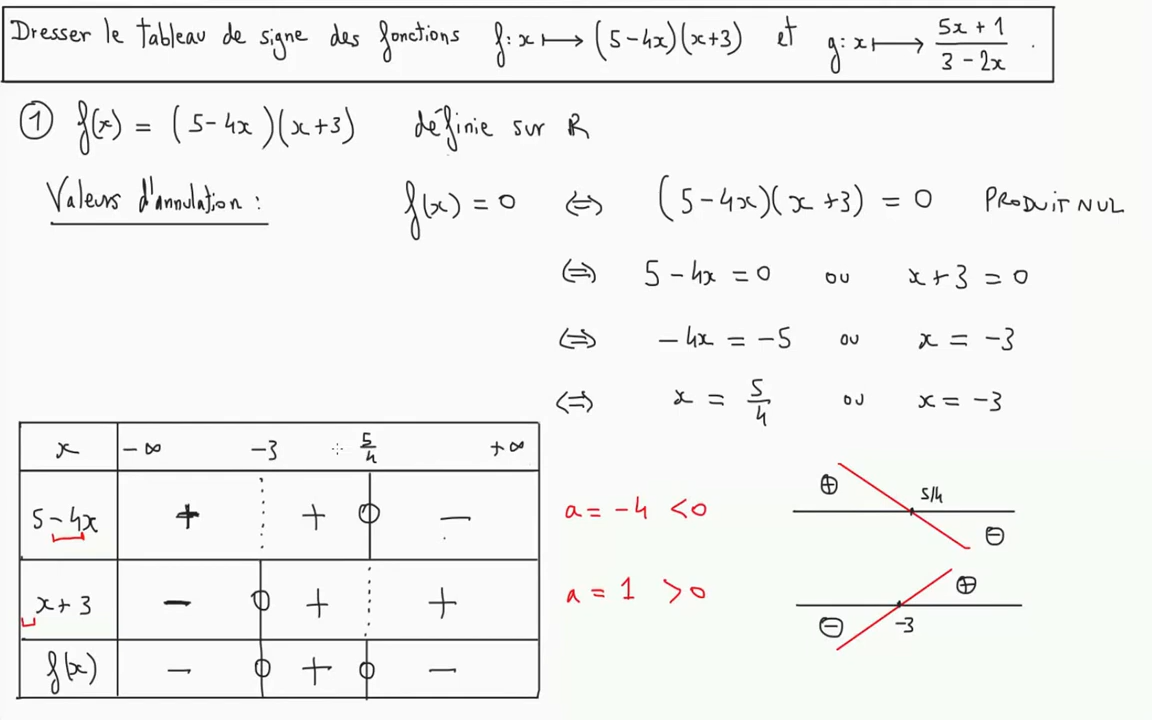 Dresser le tableau de signe des fonctions f: x ⟼ (5-4x)(x+3) et g: x ⟼ (5x+1)/(3-2x) .
① f(x) = (5-4x)(x+3) définie sur R
Valeurs d'annulation : f(x) = 0 ⇔ (5-4x)(x+3) = 0 PRODUIT NUL
⇔ 5-4x = 0 ou x+3 = 0
⇔ -4x = -5 ou x = -3
⇔ x = 5/4 ou x = -3
x -∞ -3 5/4 +∞
5-4x + + 0 -
a = -4 <0
⊕ 5/4 ⊖
x+3 - 0 + +
a = 1 >0
⊖ -3 ⊕
f(x) - 0 + 0 -